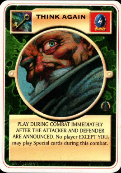 THINK AGAIN
PLAY DURING COMBAT IMMEDIATELY
AFTER THE ATTACKER AND DEFENDER
ARE ANNOUNCED. No player EXCEPT YOU
may play Special cards during this combat.